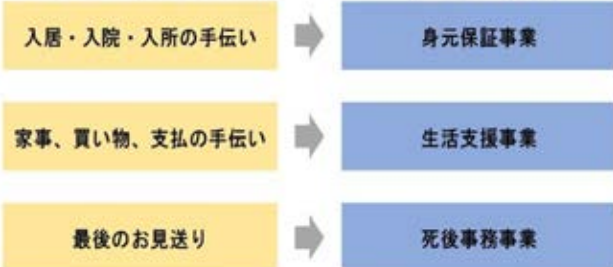 入居・入院・入所の手伝い
身元保証事業
家事、買い物、支払の手伝い
生活支援事業
最後のお見送り
死後事務事業